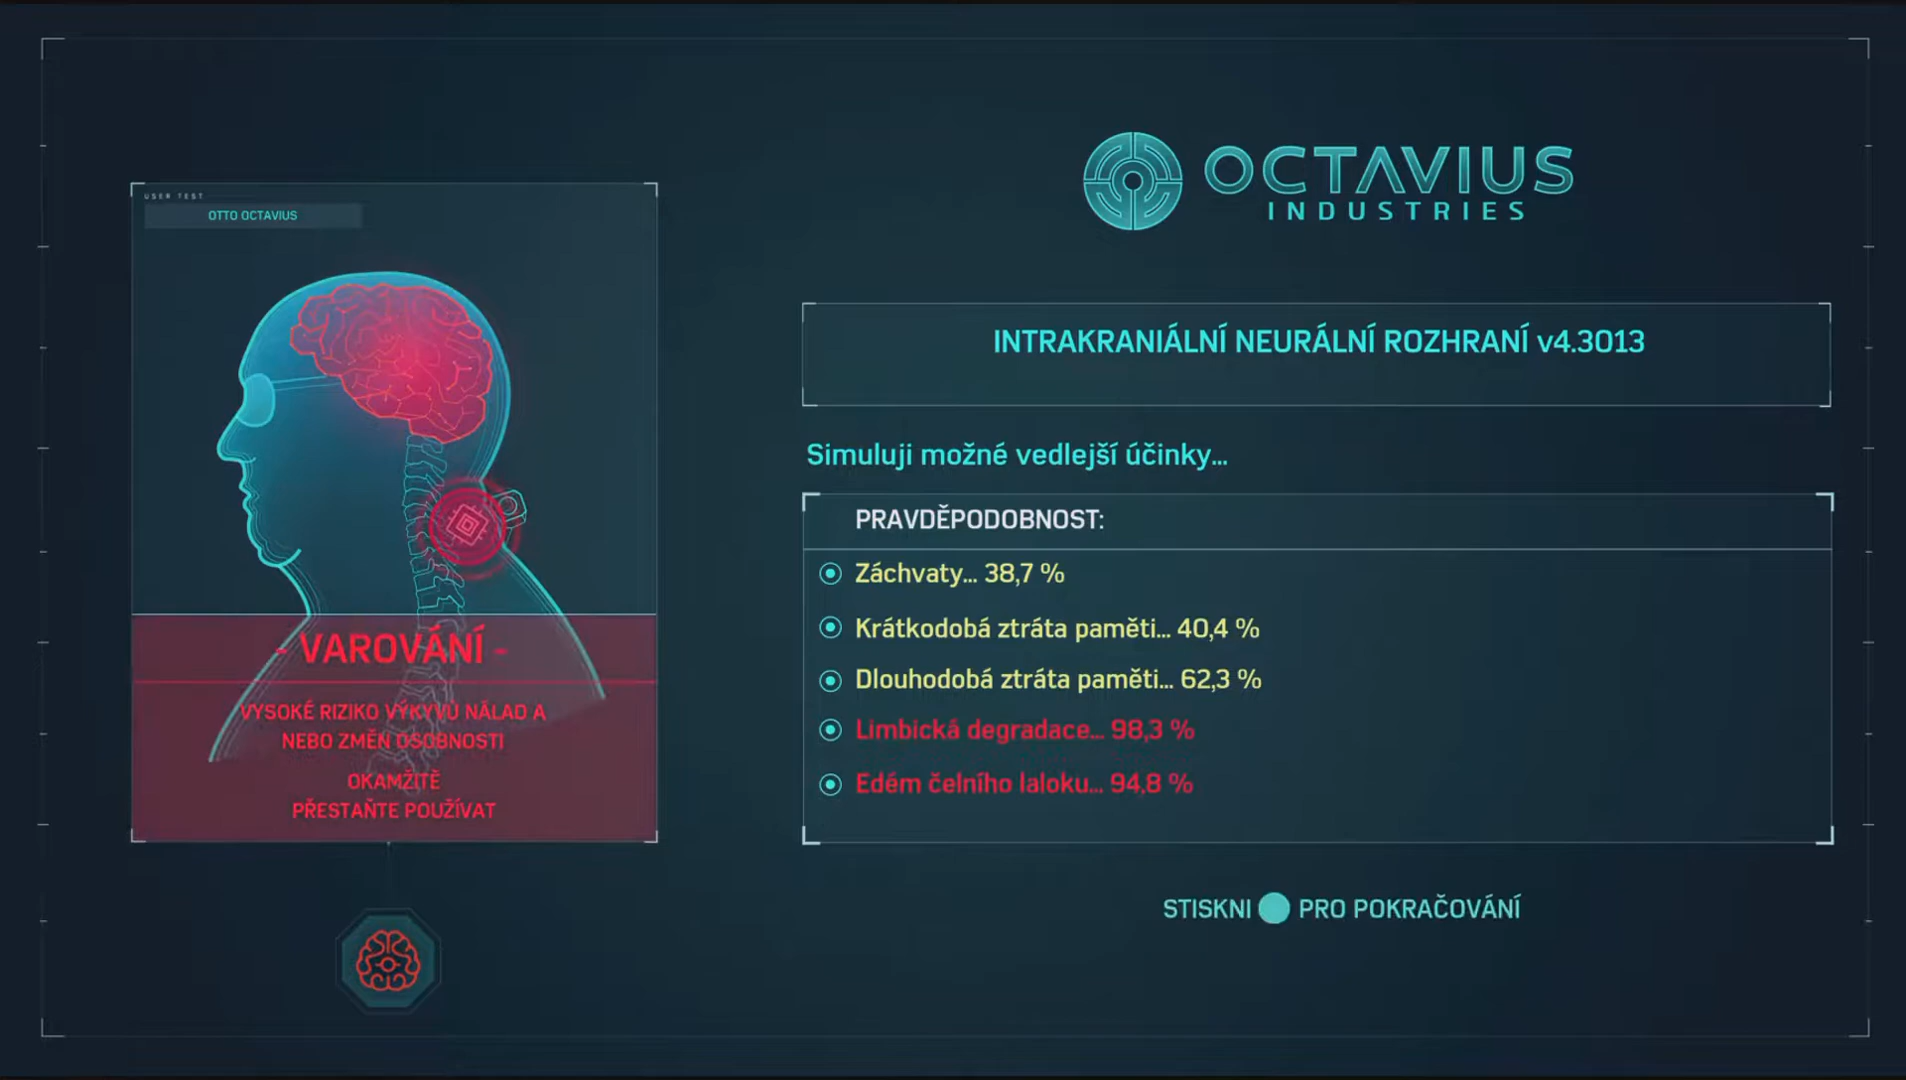 USER TEST
OTTO OCTAVIUS
- VAROVÁNÍ -
VYSOKÉ RIZIKO VÝKYVŮ NÁLAD A
NEBO ZMĚN OSOBNOSTI
OKAMŽITĚ
PŘESTAŇTE POUŽÍVAT
OCTAVIUS
INDUSTRIES
INTRAKRANIÁLNÍ NEURÁLNÍ ROZHRANÍ v4.3013
Simuluji možné vedlejší účinky...
PRAVDĚPODOBNOST:
Záchvaty... 38,7 %
Krátkodobá ztráta paměti... 40,4 %
Dlouhodobá ztráta paměti... 62,3 %
Limbická degradace... 98,3 %
Edém čelního laloku... 94,8 %
STISKNI PRO POKRAČOVÁNÍ